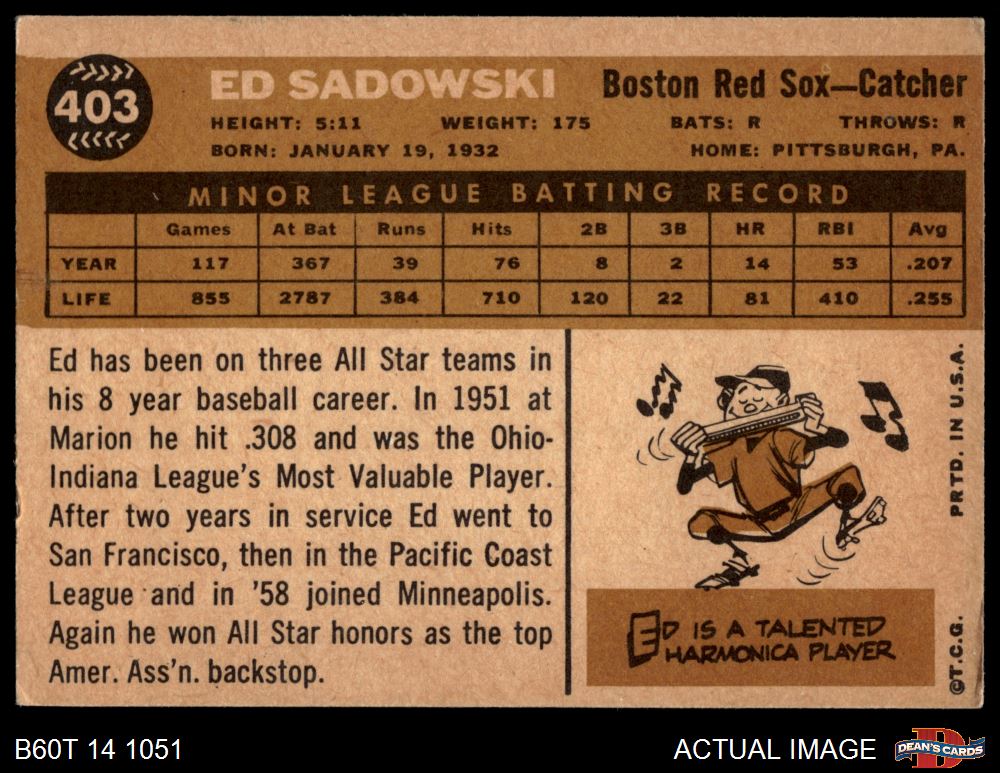 403
ED SADOWSKI
Boston Red Sox—Catcher
HEIGHT: 5:11 WEIGHT: 175 BATS: R THROWS: R
BORN: JANUARY 19, 1932 HOME: PITTSBURGH, PA.
MINOR LEAGUE BATTING RECORD
Games At Bat Runs Hits 2B 3B HR RBI Avg
YEAR 117 367 39 76 8 2 14 53 .207
LIFE 855 2787 384 710 120 22 81 410 .255
Ed has been on three All Star teams in
his 8 year baseball career. In 1951 at
Marion he hit .308 and was the Ohio-
Indiana League's Most Valuable Player.
After two years in service Ed went to
San Francisco, then in the Pacific Coast
League and in '58 joined Minneapolis.
Again he won All Star honors as the top
Amer. Ass'n. backstop.
ED IS A TALENTED
HARMONICA PLAYER
PRTD. IN U.S.A.
©T.C.G.
B60T 14 1051
ACTUAL IMAGE
DEAN'S CARDS